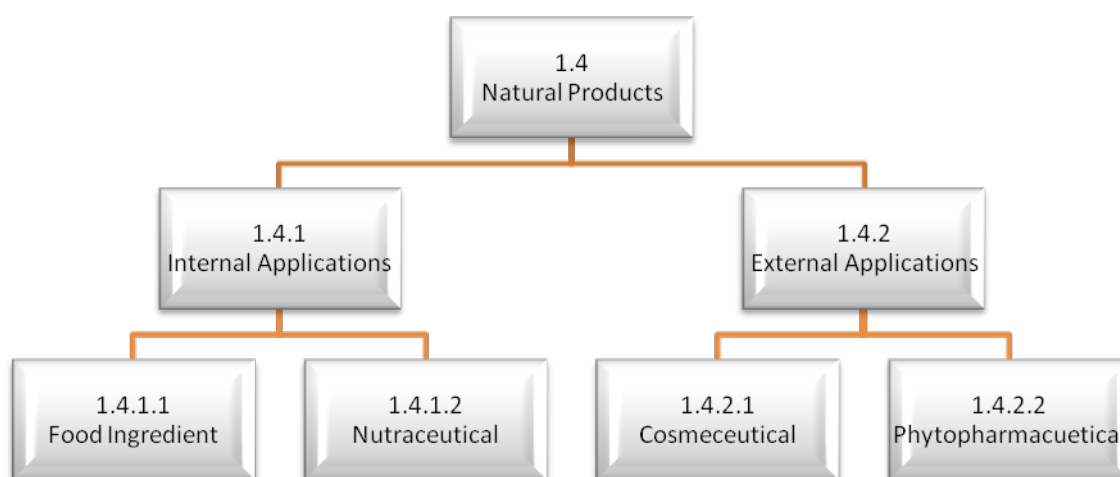 1.4
Natural Products
1.4.1
Internal Applications
1.4.2
External Applications
1.4.1.1
Food Ingredient
1.4.1.2
Nutraceutical
1.4.2.1
Cosmeceutical
1.4.2.2
Phytopharmacuetical